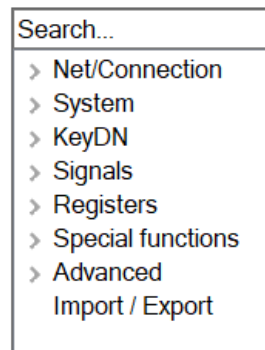 Search...
Net/Connection
System
KeyDN
Signals
Registers
Special functions
Advanced
Import / Export